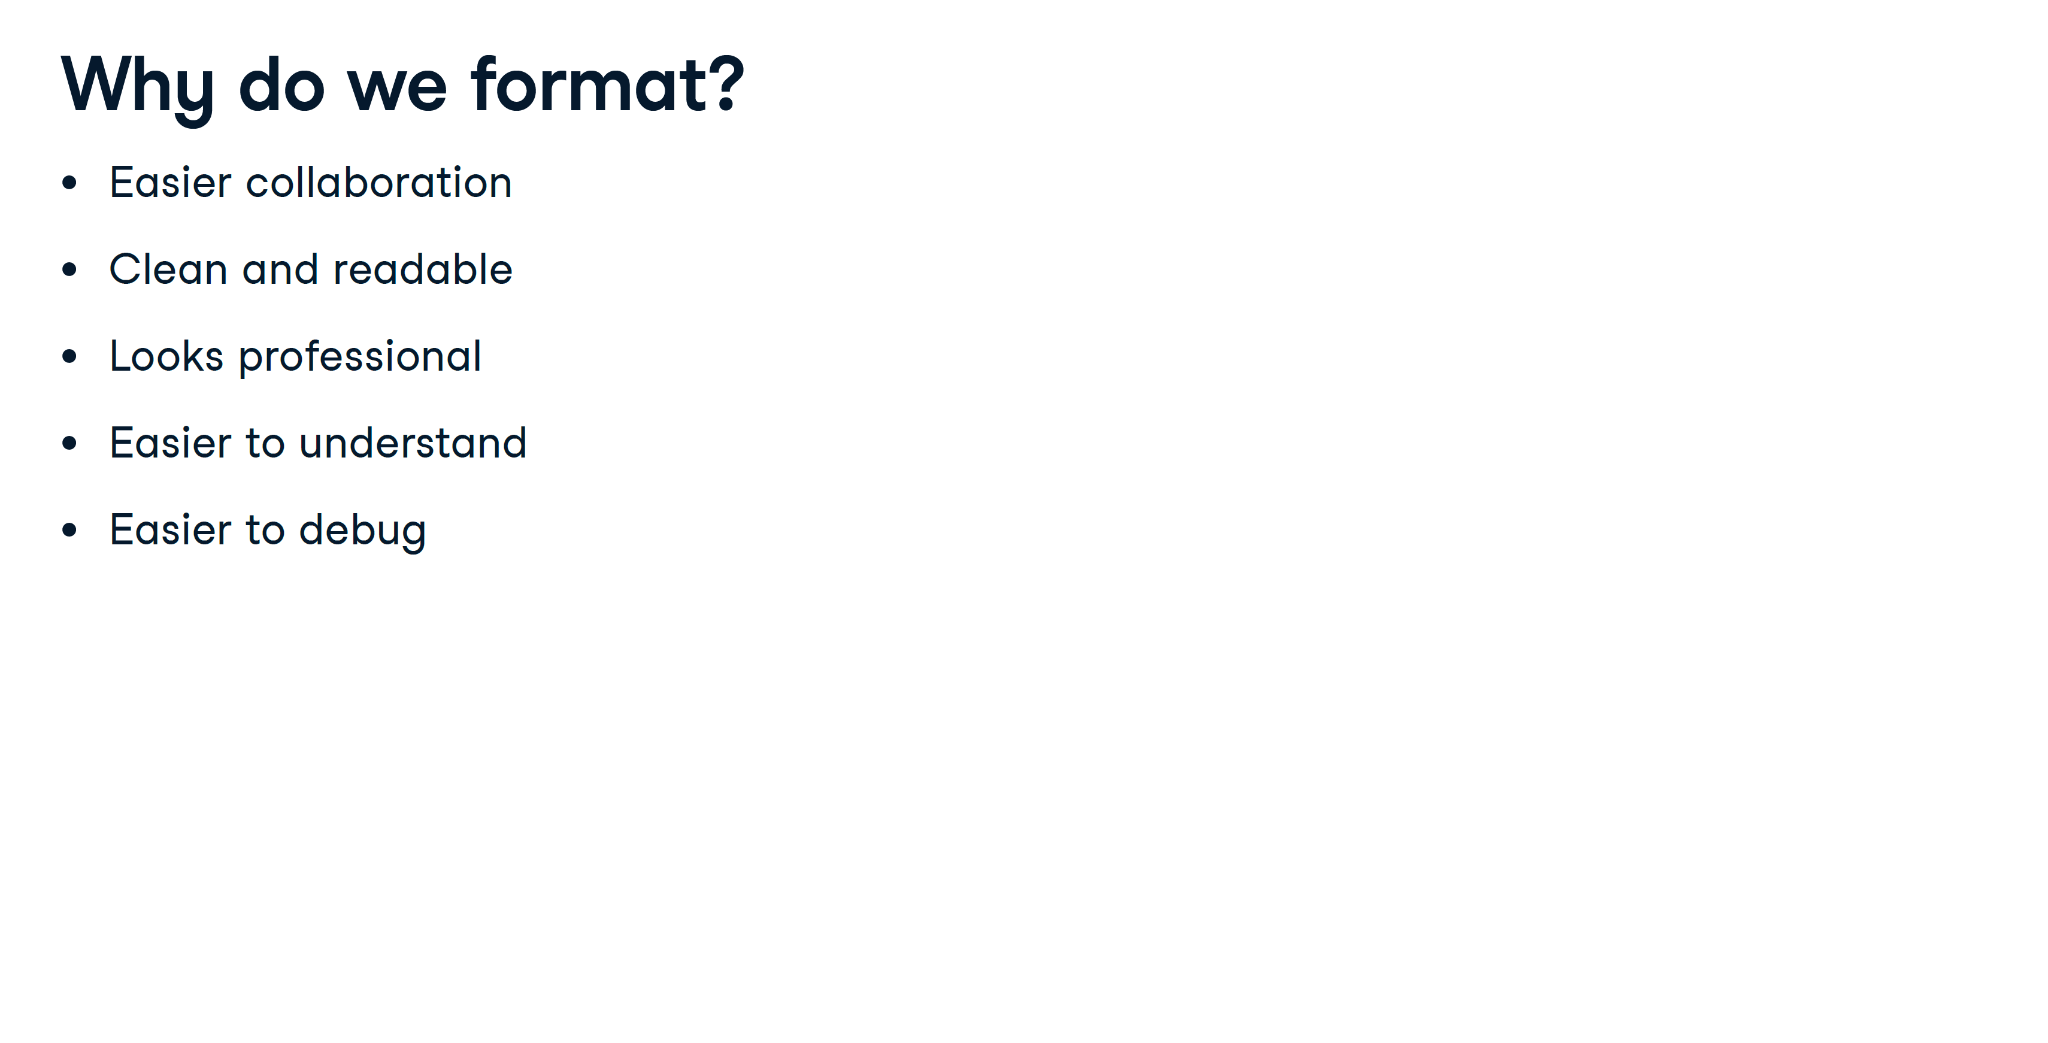 Why do we format?
• Easier collaboration
• Clean and readable
• Looks professional
• Easier to understand
• Easier to debug